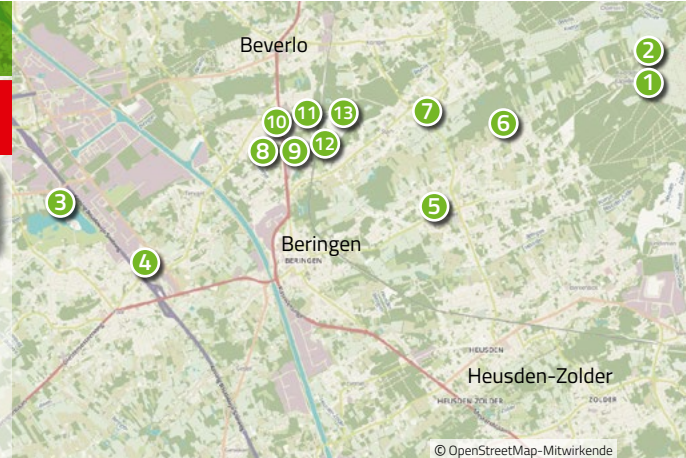 Beverlo
2
1
7
11
13
10
6
12
8
9
3
5
Beringen
BERINGEN
4
HEUSDEN
Heusden-Zolder
HEUSDEN-ZOLDER
ZOLDER
© OpenStreetMap-Mitwirkende